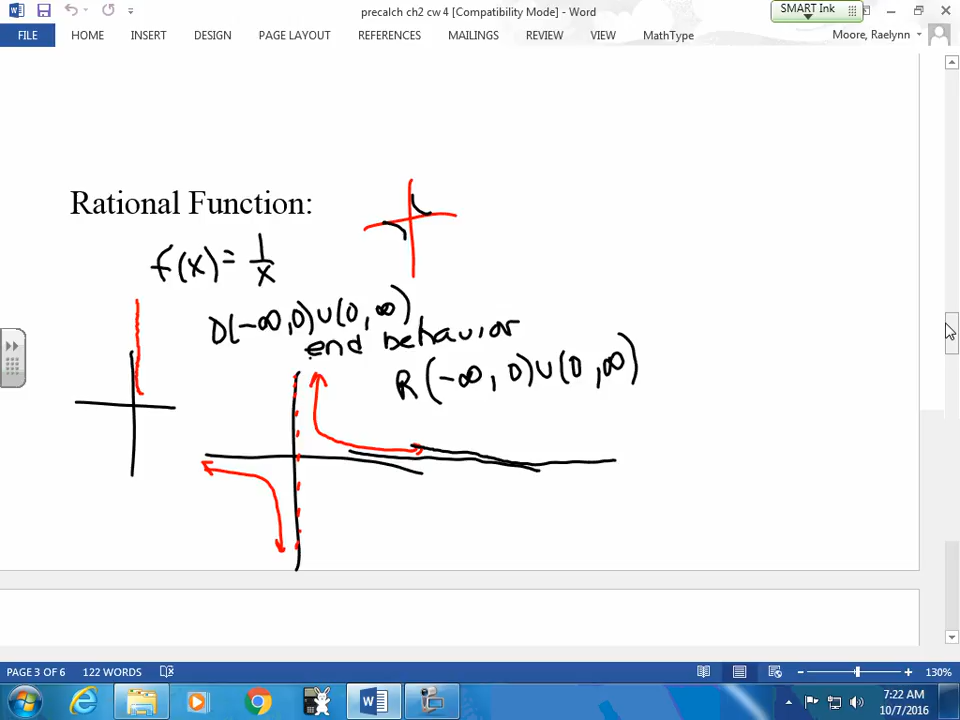 precalch ch2 cw 4 [Compatibility Mode] - Word
SMART Ink
FILE HOME INSERT DESIGN PAGE LAYOUT REFERENCES MAILINGS REVIEW VIEW MathType Moore, Raelynn
Rational Function:
f(x) = 1/x
D(-∞, 0)∪(0, ∞)
end behavior
R(-∞, 0)∪(0, ∞)
PAGE 3 OF 6 122 WORDS 130%
7:22 AM
10/7/2016